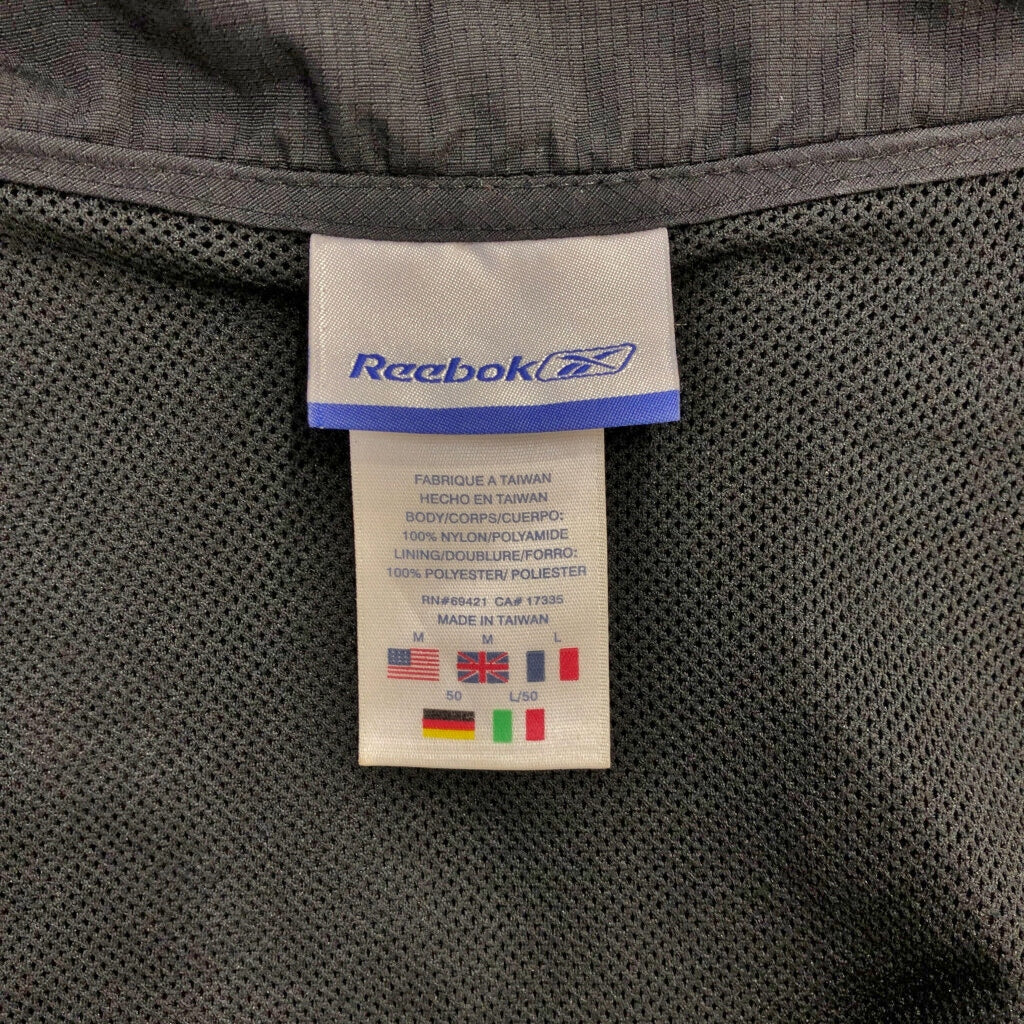 Reebok
FABRIQUE A TAIWAN
HECHO EN TAIWAN
BODY/CORPS/CUERPO:
100% NYLON/POLYAMIDE
LINING/DOUBLURE/FORRO:
100% POLYESTER/ POLIESTER
RN#69421 CA# 17335
MADE IN TAIWAN
M M L
50 L/50